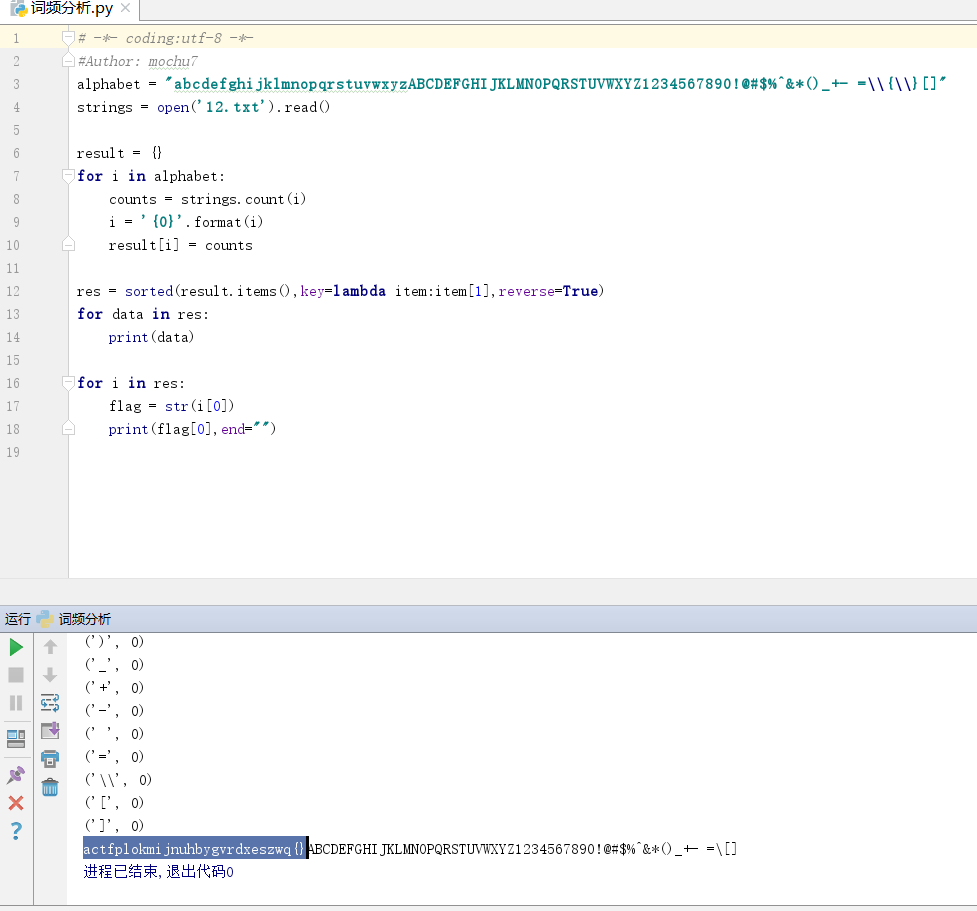 词频分析.py
1 # -*- coding:utf-8 -*-
2 #Author: mochu7
3 alphabet = "abcdefghijklmnopqrstuvwxyzABCDEFGHIJKLMNOPQRSTUVWXYZ1234567890!@#$%^&*()_+- =\\{\\}[]"
4 strings = open('12.txt').read()
5
6 result = {}
7 for i in alphabet:
8 counts = strings.count(i)
9 i = '{0}'.format(i)
10 result[i] = counts
11
12 res = sorted(result.items(),key=lambda item:item[1],reverse=True)
13 for data in res:
14 print(data)
15
16 for i in res:
17 flag = str(i[0])
18 print(flag[0],end="")
19
运行 词频分析
(')', 0)
('_', 0)
('+', 0)
('-', 0)
(' ', 0)
('=', 0)
('\\', 0)
('[', 0)
(']', 0)
actfplokmijnuhbygvrdxeszwq{}ABCDEFGHIJKLMNOPQRSTUVWXYZ1234567890!@#$%^&*()_+- =\[]
进程已结束,退出代码0